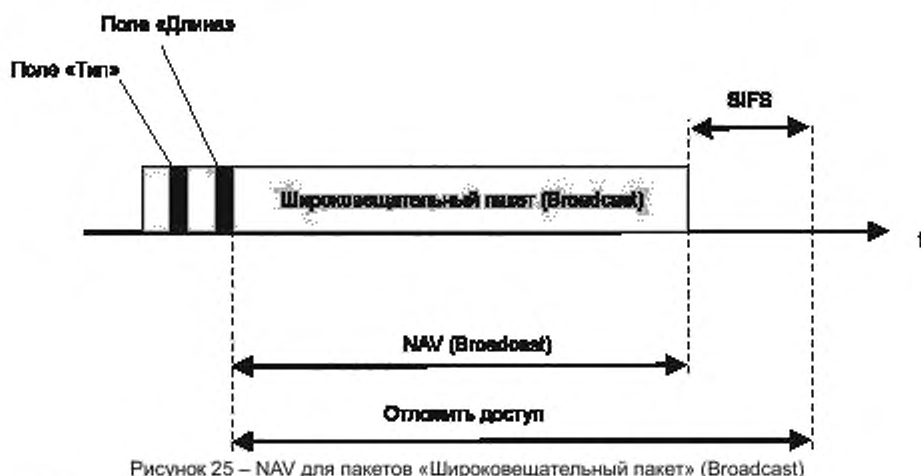 Поле «Длина»
Поле «Тип»
SIFS
Широковещательный пакет (Broadcast)
t
NAV (Broadcast)
Отложить доступ
Рисунок 25 – NAV для пакетов «Широковещательный пакет» (Broadcast)